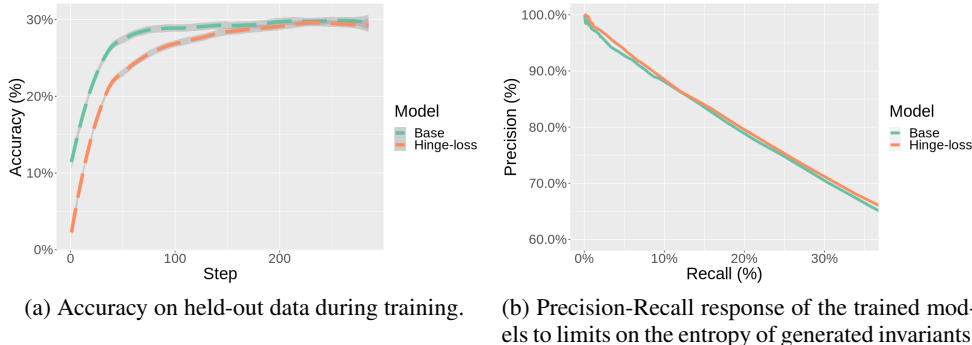 30%
20%
10%
0%
Accuracy (%)
0
100
200
Step
Model
Base
Hinge-loss
(a) Accuracy on held-out data during training.
100.0%
90.0%
80.0%
70.0%
60.0%
Precision (%)
0%
10%
20%
30%
Recall (%)
Model
Base
Hinge-loss
(b) Precision-Recall response of the trained mod-
els to limits on the entropy of generated invariants